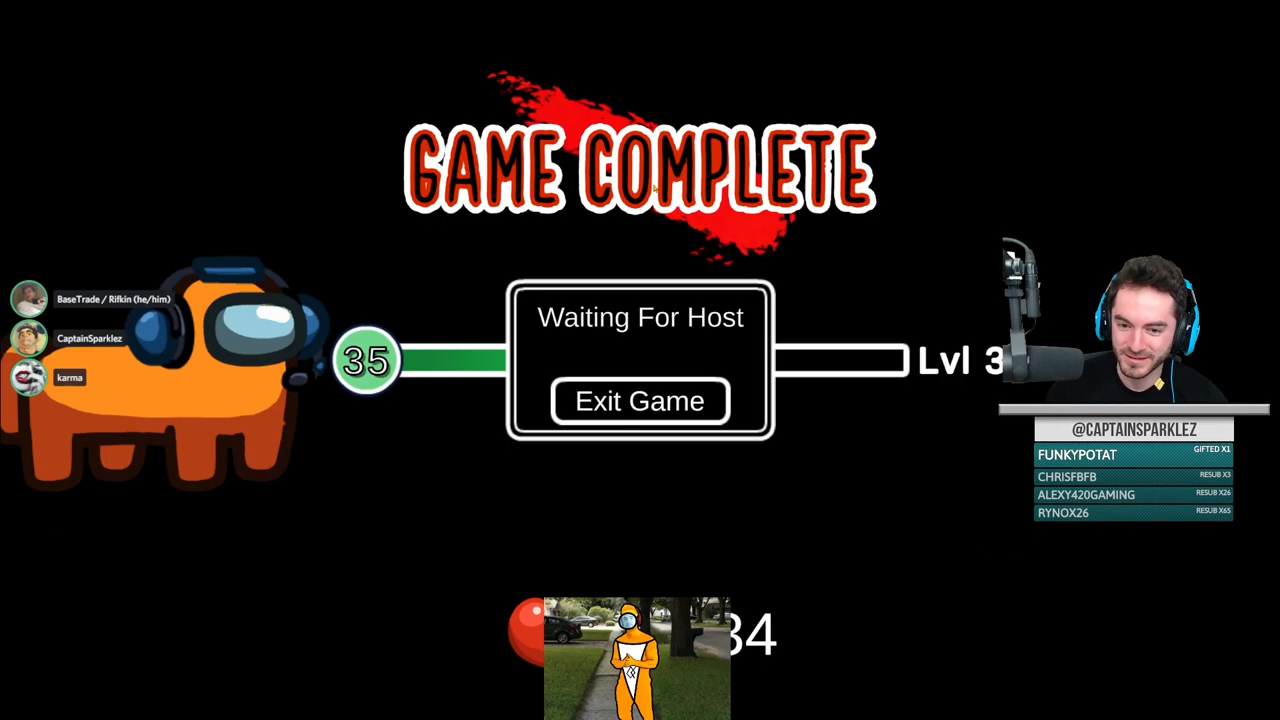 GAME COMPLETE
BaseTrade / Rifkin (he/him)
CaptainSparklez
karma
35
Waiting For Host
Exit Game
Lvl 3
@CAPTAINSPARKLEZ
FUNKYPOTAT GIFTED X1
CHRISFBFB RESUB X3
ALEXY420GAMING RESUB X26
RYNOX26 RESUB X65
34